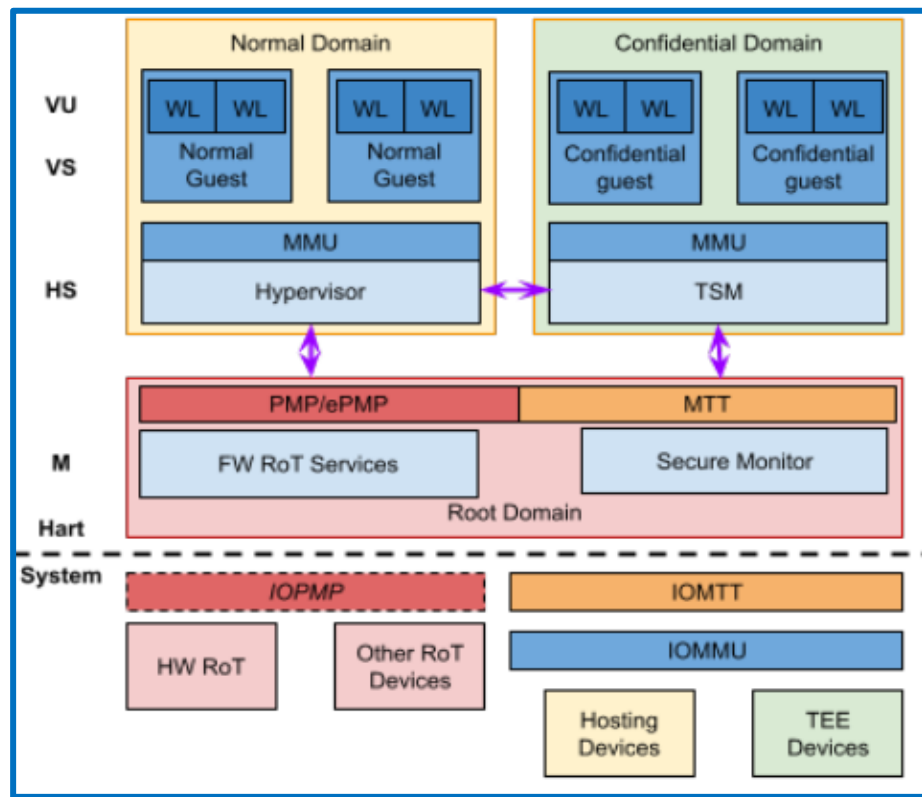 Normal Domain
Confidential Domain
VU
WL WL
WL WL
WL WL
WL WL
VS
Normal
Guest
Normal
Guest
Confidential
guest
Confidential
guest
MMU
MMU
HS
Hypervisor
TSM
PMP/ePMP
MTT
M
FW RoT Services
Secure Monitor
Root Domain
Hart
System
IOPMP
IOMTT
HW RoT
Other RoT
Devices
IOMMU
Hosting
Devices
TEE
Devices